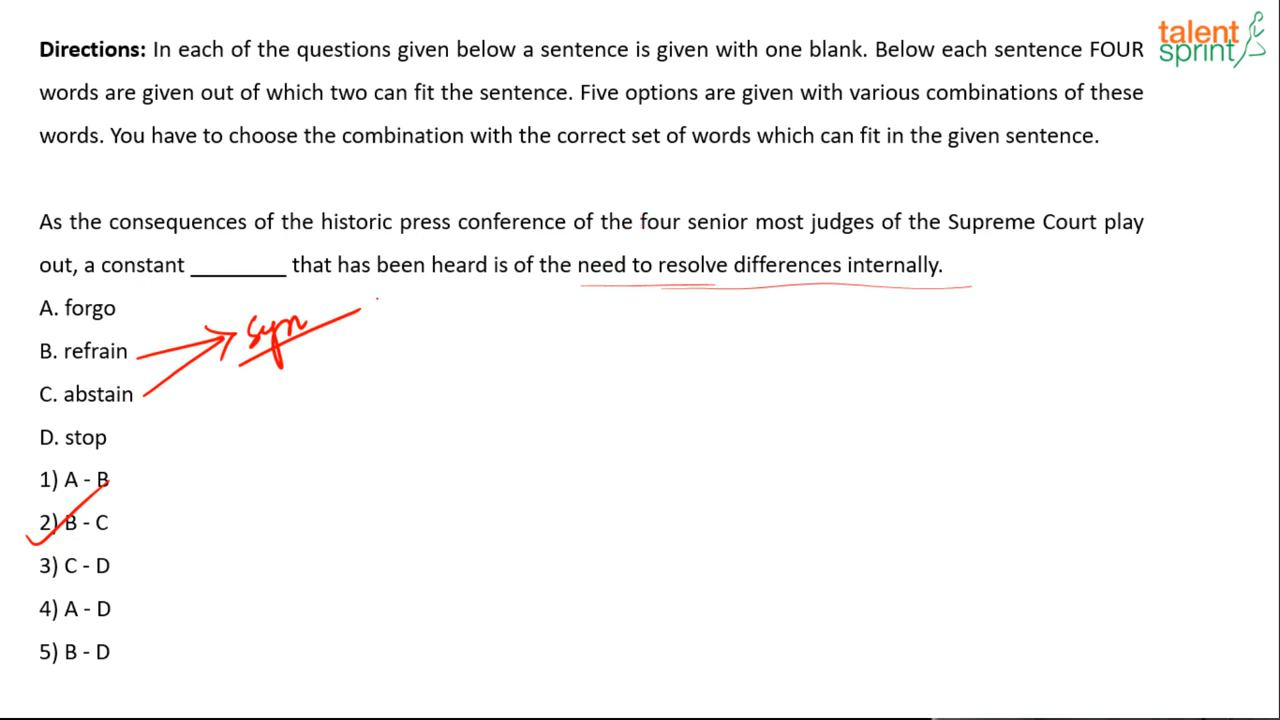 talent
sprint
Directions: In each of the questions given below a sentence is given with one blank. Below each sentence FOUR
words are given out of which two can fit the sentence. Five options are given with various combinations of these
words. You have to choose the combination with the correct set of words which can fit in the given sentence.
As the consequences of the historic press conference of the four senior most judges of the Supreme Court play
out, a constant ________ that has been heard is of the need to resolve differences internally.
A. forgo
B. refrain
Syn
C. abstain
D. stop
1) A - B
2) B - C
3) C - D
4) A - D
5) B - D